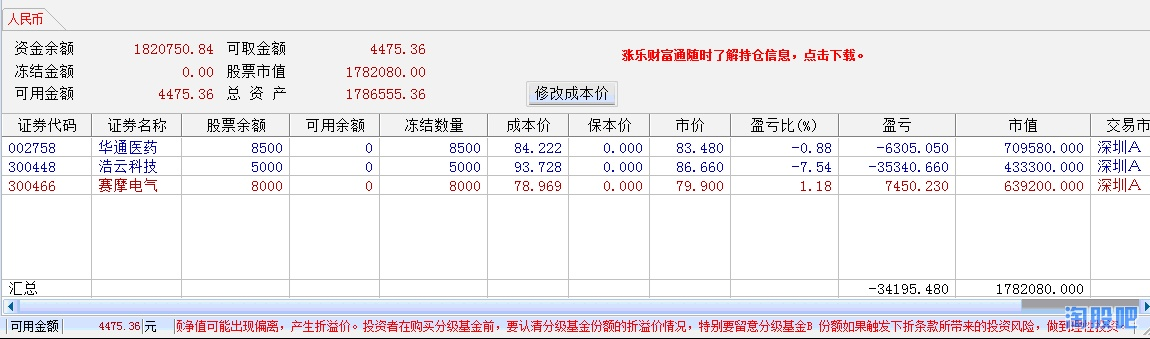 人民币
资金余额 1820750.84 可取金额 4475.36
涨乐财富通随时了解持仓信息，点击下载。
冻结金额 0.00 股票市值 1782080.00
可用金额 4475.36 总 资 产 1786555.36
修改成本价
证券代码 证券名称 股票余额 可用余额 冻结数量 成本价 保本价 市价 盈亏比(%) 盈亏 市值 交易市
002758 华通医药 8500 0 8500 84.222 0.000 83.480 -0.88 -6305.050 709580.000 深圳A
300448 浩云科技 5000 0 5000 93.728 0.000 86.660 -7.54 -35340.660 433300.000 深圳A
300466 赛摩电气 8000 0 8000 78.969 0.000 79.900 1.18 7450.230 639200.000 深圳A
汇总 -34195.480 1782080.000
可用金额 4475.36 元 净值可能出现偏离，产生折溢价。投资者在购买分级基金前，要认清分级基金份额的折溢价情况，特别要留意分级基金B 份额如果触发下折条款所带来的投资风险，做到理性投资
淘股吧